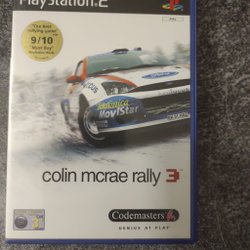 PlayStation 2
"The best
rallying game"
9/10
"Must Buy"
Movistar
colin mcrae rally 3
3+
Codemasters
GENIUS AT PLAY